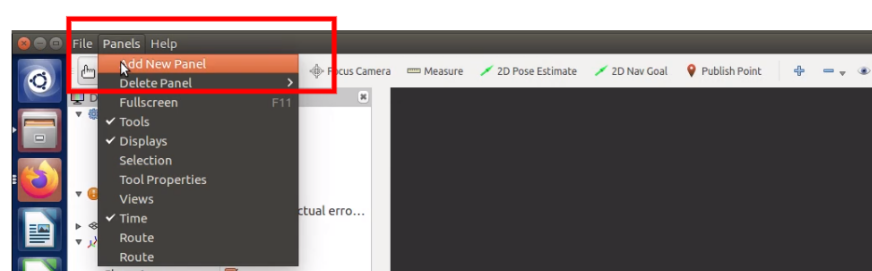 File Panels Help
Add New Panel
Focus Camera Measure 2D Pose Estimate 2D Nav Goal Publish Point
Delete Panel
Fullscreen F11
Tools
Displays
Selection
Tool Properties
Views
Time
ctual erro...
Route
Route